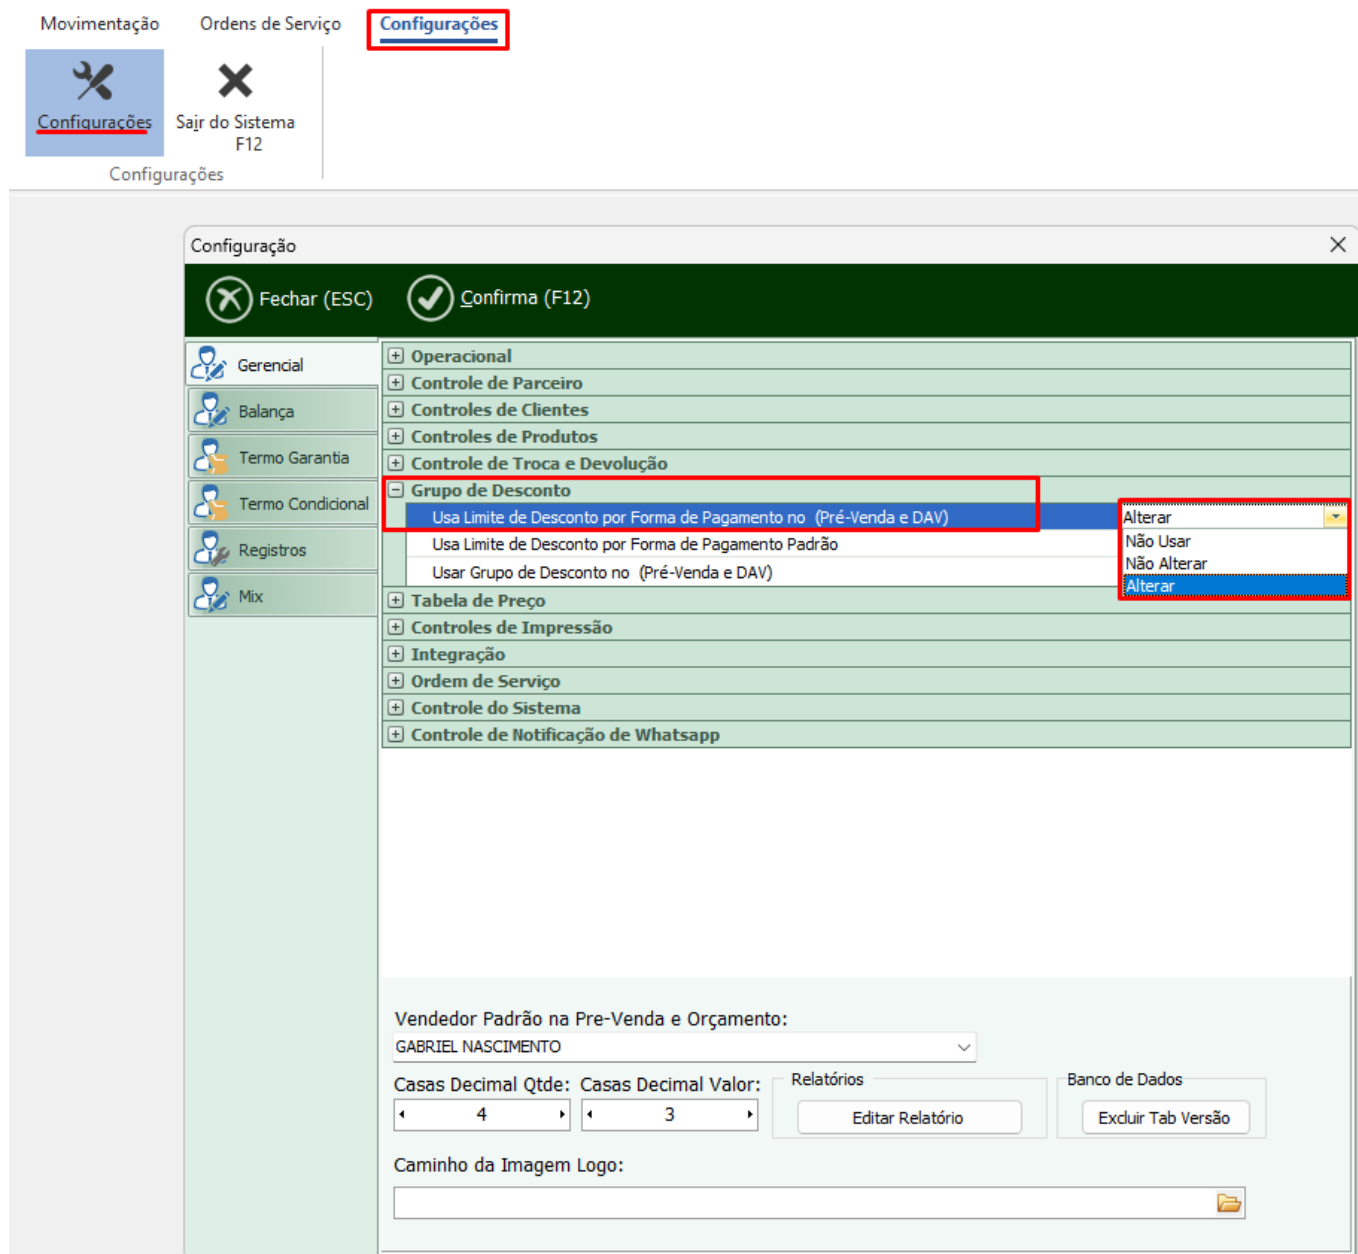 Movimentação Ordens de Serviço Configurações
Configurações Sair do Sistema
F12
Configurações
Configuração
Fechar (ESC) Confirma (F12)
Gerencial
Balança
Termo Garantia
Termo Condicional
Registros
Mix
Operacional
Controle de Parceiro
Controles de Clientes
Controles de Produtos
Controle de Troca e Devolução
Grupo de Desconto
Usa Limite de Desconto por Forma de Pagamento no (Pré-Venda e DAV) Alterar
Usa Limite de Desconto por Forma de Pagamento Padrão
Usar Grupo de Desconto no (Pré-Venda e DAV)
Não Usar
Não Alterar
Alterar
Tabela de Preço
Controles de Impressão
Integração
Ordem de Serviço
Controle do Sistema
Controle de Notificação de Whatsapp
Vendedor Padrão na Pre-Venda e Orçamento:
GABRIEL NASCIMENTO
Casas Decimal Qtde: Casas Decimal Valor: Relatórios Banco de Dados
4 3 Editar Relatório Excluir Tab Versão
Caminho da Imagem Logo: